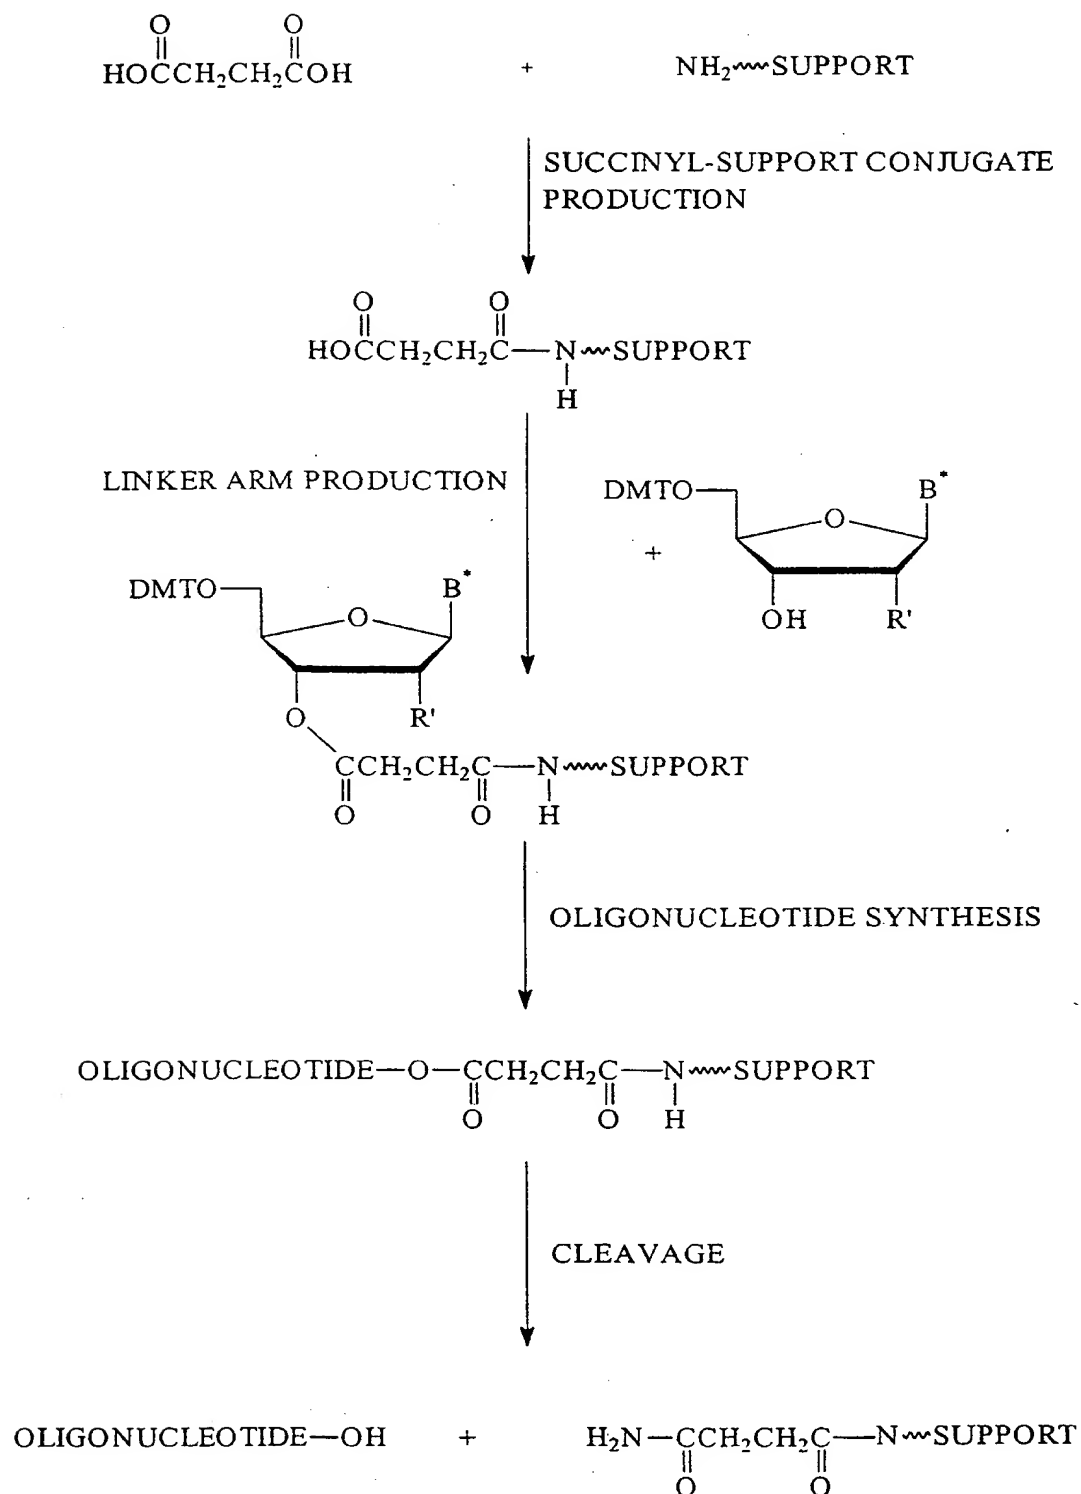 O O
HOCCH₂CH₂COH + NH₂SUPPORT
SUCCINYL-SUPPORT CONJUGATE
PRODUCTION
O O
HOCCH₂CH₂C—N SUPPORT
H
LINKER ARM PRODUCTION
DMTO O B*
+
OH R'
DMTO O B*
O R'
CCH₂CH₂C—N SUPPORT
O O H
OLIGONUCLEOTIDE SYNTHESIS
OLIGONUCLEOTIDE—O—CCH₂CH₂C—N SUPPORT
O O H
CLEAVAGE
OLIGONUCLEOTIDE—OH + H₂N—CCH₂CH₂C—N SUPPORT
O O